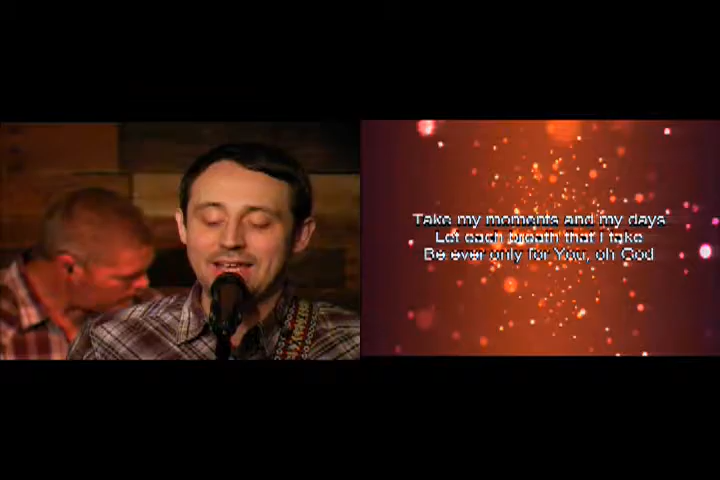 Take my moments and my days
Let each breath that I take
Be ever only for You, oh God